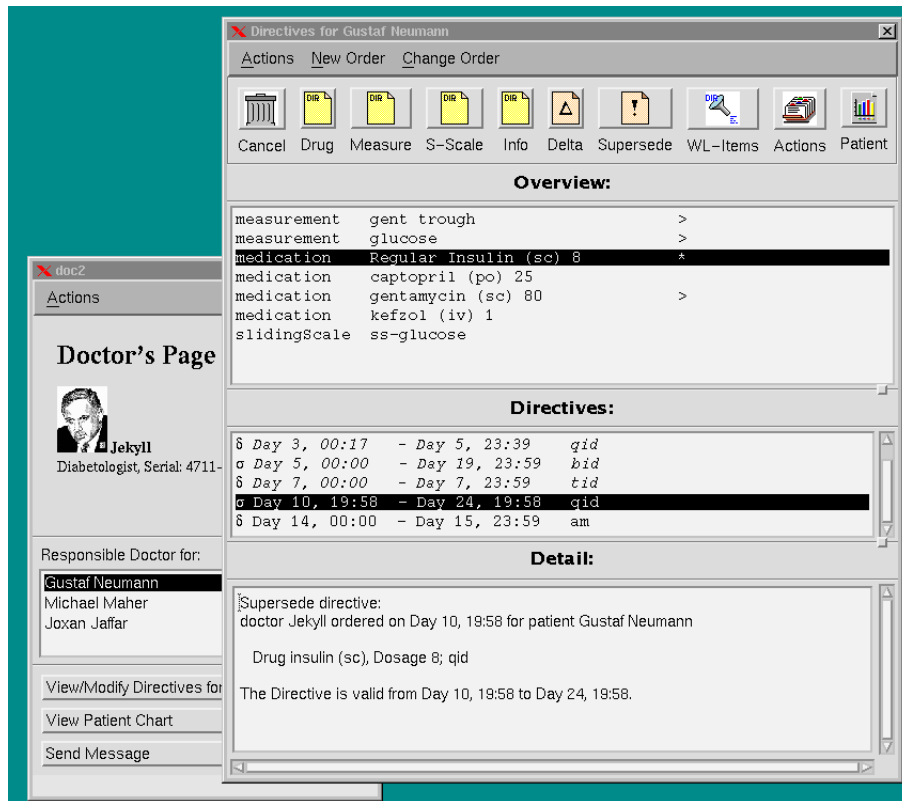 Directives for Gustaf Neumann
Actions New Order Change Order
DIR DIR DIR DIR Δ ! DIR
Cancel Drug Measure S-Scale Info Delta Supersede WL-Items Actions Patient
Overview:
measurement gent trough >
measurement glucose >
medication Regular Insulin (sc) 8 *
medication captopril (po) 25
medication gentamycin (sc) 80 >
medication kefzol (iv) 1
slidingScale ss-glucose
Directives:
δ Day 3, 00:17 - Day 5, 23:39 qid
σ Day 5, 00:00 - Day 19, 23:59 bid
δ Day 7, 00:00 - Day 7, 23:59 tid
σ Day 10, 19:58 - Day 24, 19:58 qid
δ Day 14, 00:00 - Day 15, 23:59 am
Detail:
Supersede directive:
doctor Jekyll ordered on Day 10, 19:58 for patient Gustaf Neumann
Drug insulin (sc), Dosage 8; qid
The Directive is valid from Day 10, 19:58 to Day 24, 19:58.
doc2
Actions
Doctor's Page
Jekyll
Diabetologist, Serial: 4711-
Responsible Doctor for:
Gustaf Neumann
Michael Maher
Joxan Jaffar
View/Modify Directives for
View Patient Chart
Send Message